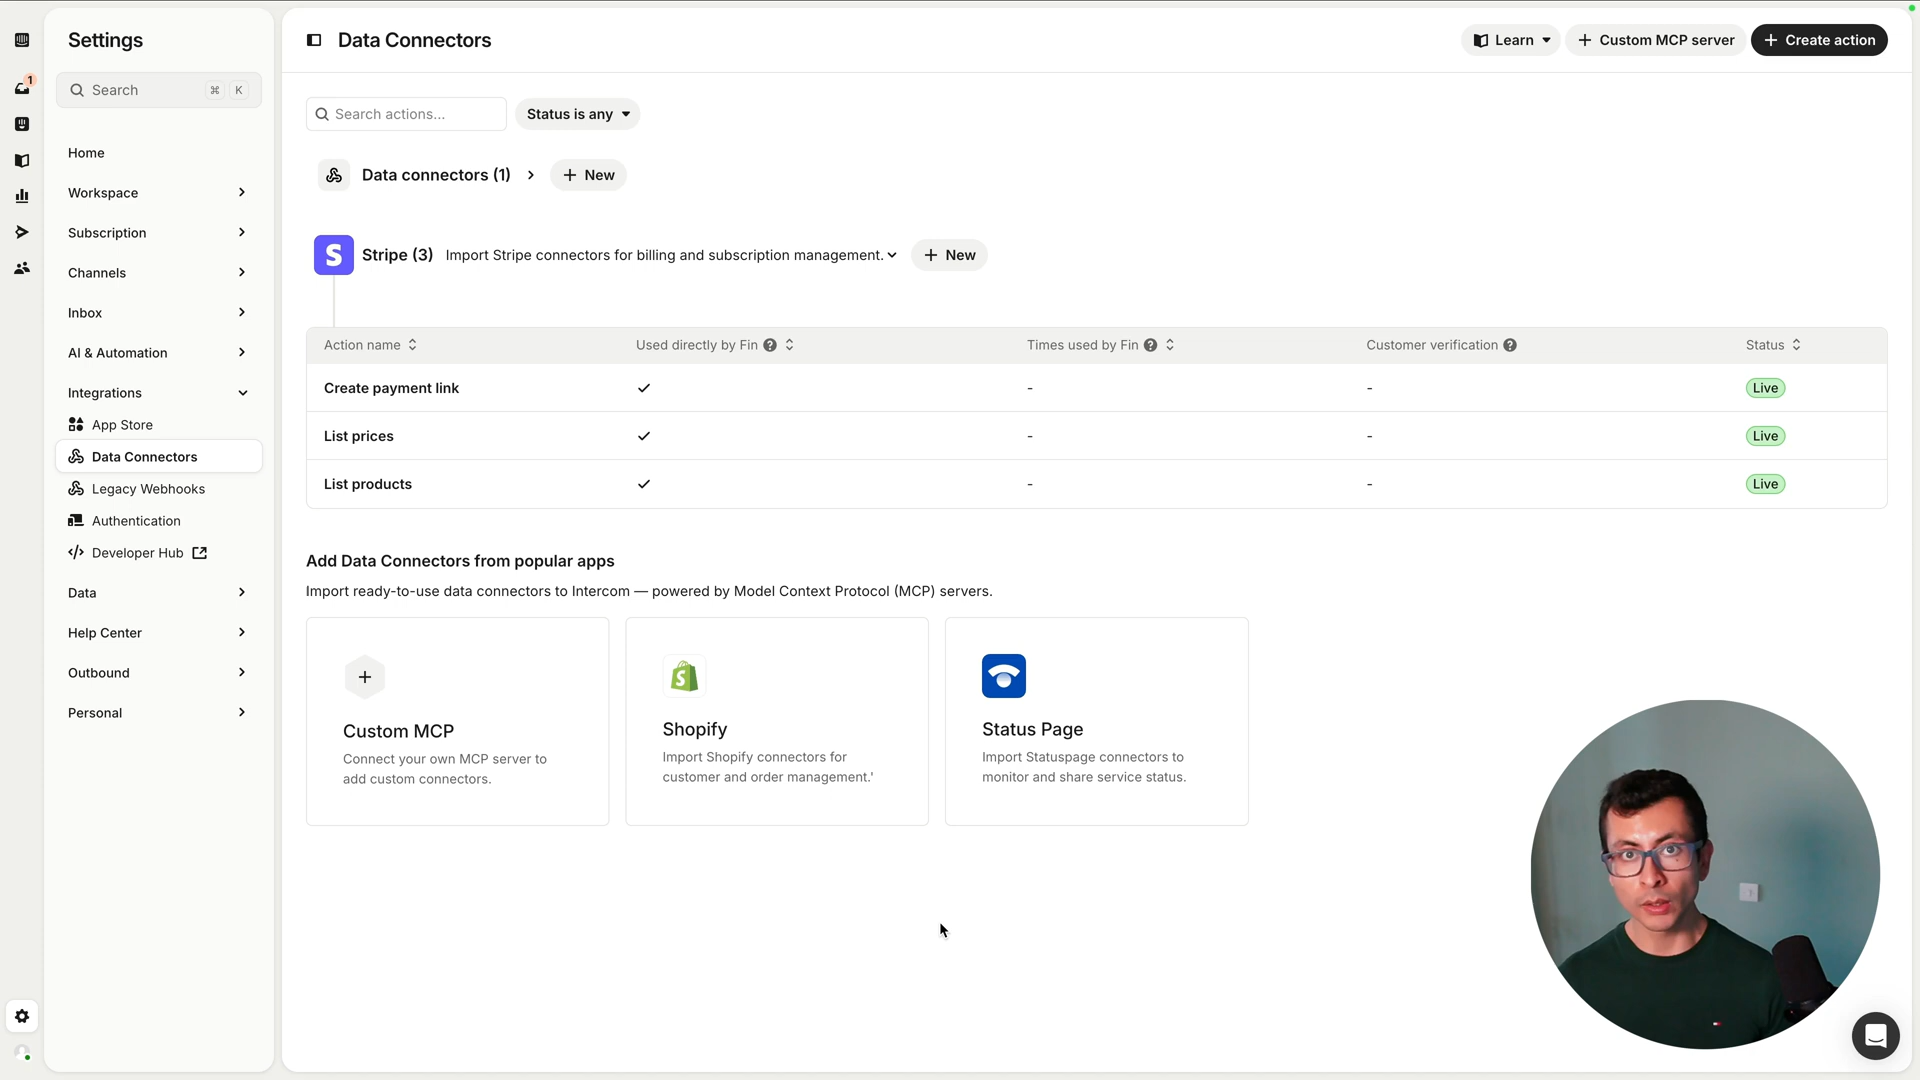 Settings
Search ⌘ K
1
Home
Workspace
Subscription
Channels
Inbox
AI & Automation
Integrations
App Store
Data Connectors
Legacy Webhooks
Authentication
Developer Hub
Data
Help Center
Outbound
Personal
Data Connectors
Learn
+ Custom MCP server
+ Create action
Search actions...
Status is any
Data connectors (1)
+ New
S
Stripe (3) Import Stripe connectors for billing and subscription management.
+ New
Action name Used directly by Fin ? Times used by Fin ? Customer verification ? Status
Create payment link ✓ - - Live
List prices ✓ - - Live
List products ✓ - - Live
Add Data Connectors from popular apps
Import ready-to-use data connectors to Intercom — powered by Model Context Protocol (MCP) servers.
+
Custom MCP
Connect your own MCP server to
add custom connectors.
S
Shopify
Import Shopify connectors for
customer and order management.'
Status Page
Import Statuspage connectors to
monitor and share service status.